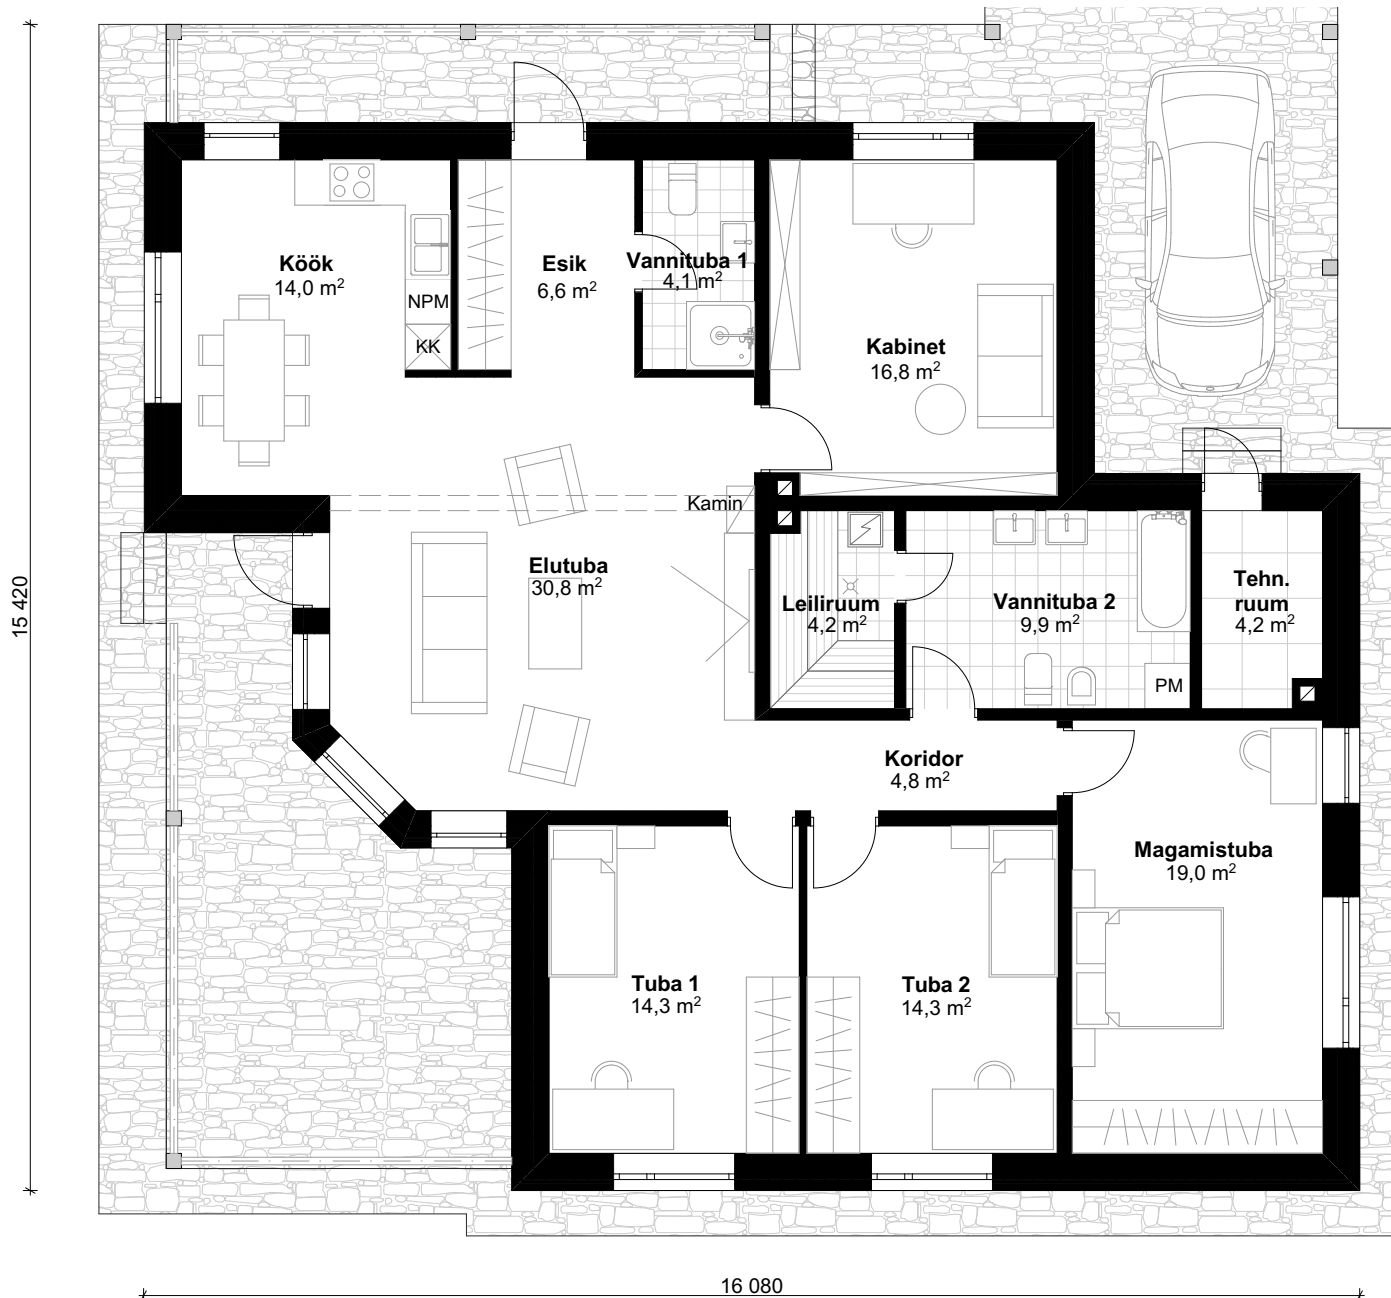 Köök
14,0 m²
Esik
6,6 m²
Vannituba 1
4,1 m²
NPM
KK
Kabinet
16,8 m²
Kamin
Elutuba
30,8 m²
Leiliruum
4,2 m²
Vannituba 2
9,9 m²
Tehn.
ruum
4,2 m²
PM
Koridor
4,8 m²
Magamistuba
19,0 m²
Tuba 1
14,3 m²
Tuba 2
14,3 m²
15 420
16 080